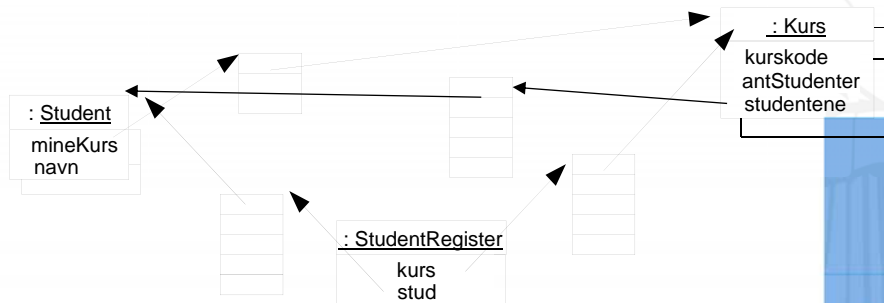 : Kurs
kurskode
antStudenter
studentene
: Student
mineKurs
navn
: StudentRegister
kurs
stud